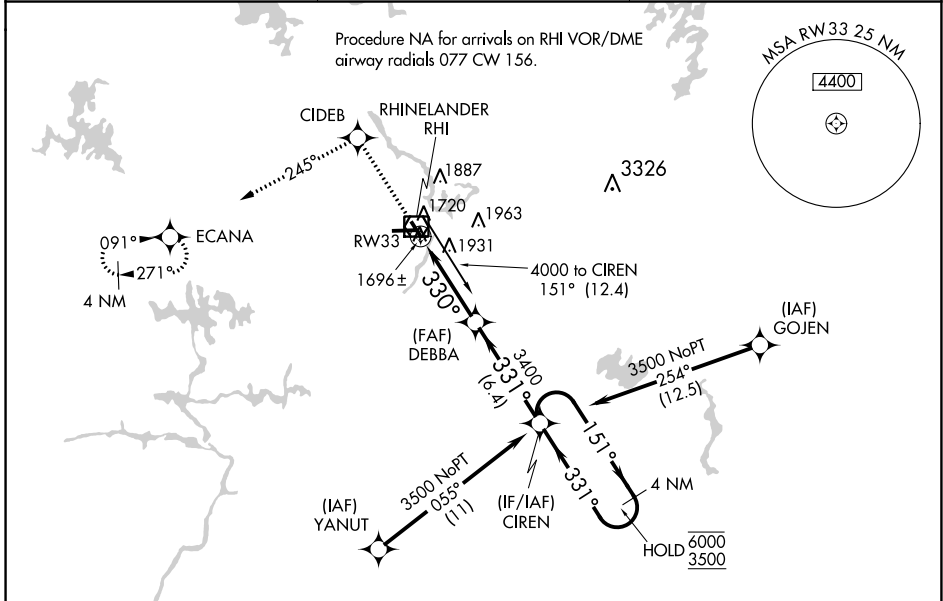 Procedure NA for arrivals on RHI VOR/DME
airway radials 077 CW 156.
MSA RW33 25 NM
4400
CIDEB
RHINELANDER
RHI
245°
1887
3326
1720
1963
091°
ECANA
RW33
1931
271°
4 NM
1696±
4000 to CIREN
151° (12.4)
330°
(FAF)
DEBBA
(IAF)
GOJEN
3400
331°
(6.4)
3500 NoPT
254°
(12.5)
151°
331°
4 NM
3500 NoPT
055°
(11)
(IF/IAF)
CIREN
(IAF)
YANUT
HOLD 6000
3500